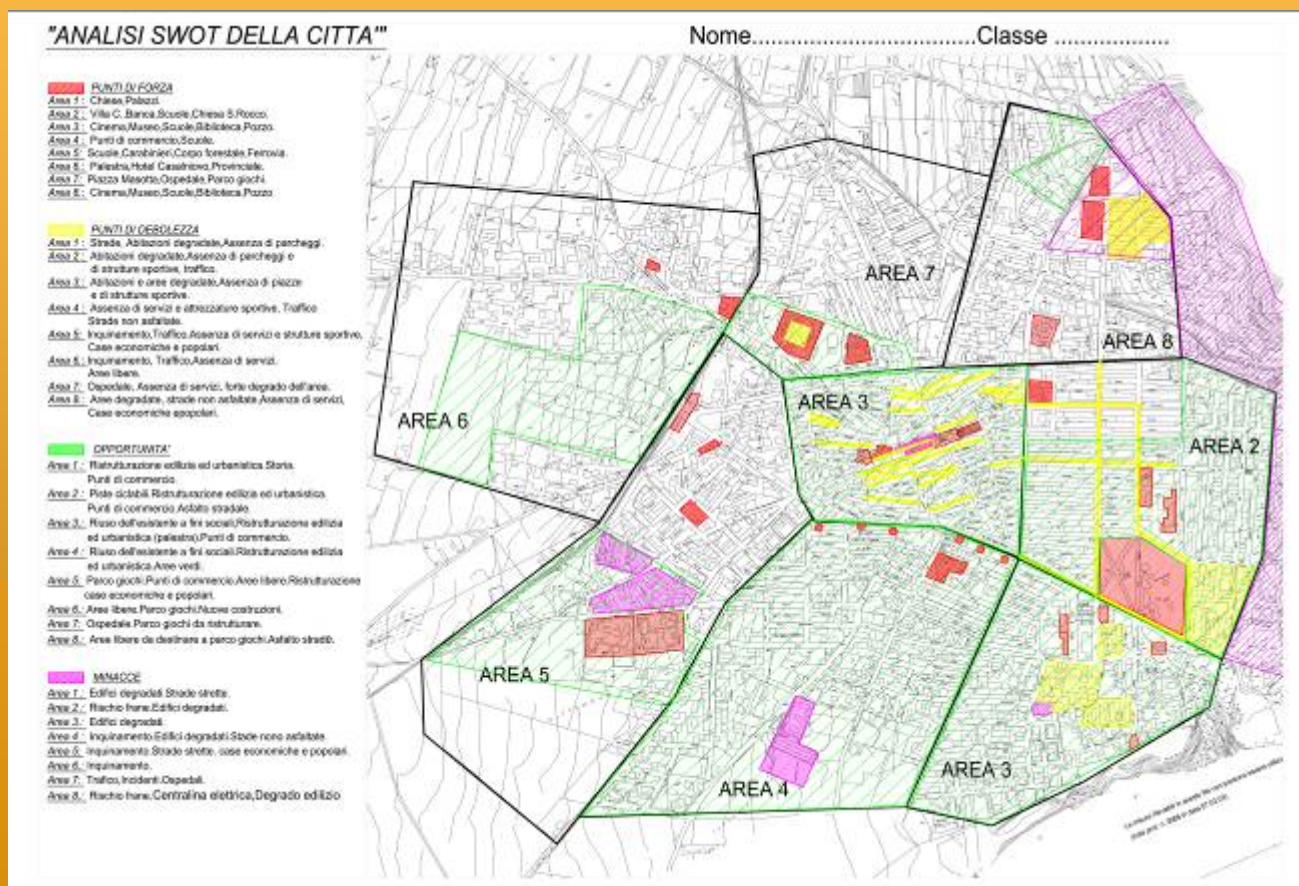 "ANALISI SWOT DELLA CITTA'"
Nome..................................Classe ..................
PUNTI DI FORZA
Area 1 : Chiese,Palazzi.
Area 2 : Villa C.,Banca,Scuole,Chiesa S.Rocco.
Area 3 : Cinema,Museo,Scuole,Biblioteca,Pozzo.
Area 4 : Punti di commercio,Scuole.
Area 5: Scuole,Carabinieri,Corpo forestale,Ferrovia.
Area 6 : Palestra,Hotel Casalnovo,Provinciale.
Area 7: Piazza Masotta,Ospedale,Parco giochi.
Area 8 : Cinema,Museo,Scuole,Biblioteca,Pozzo
PUNTI DI DEBOLEZZA
Area 1 : Strade, Abitazioni degradate,Assenza di parcheggi.
Area 2 : Abitazioni degradate,Assenza di parcheggi e
di strutture sportive, traffico.
Area 3 : Abitazioni e aree degradate,Assenza di piazze
e di strutture sportive.
Area 4 : Assenza di servizi e attrezzature sportive, Traffico
Strade non asfaltate.
Area 5: Inquinamento,Traffico,Assenza di servizi e strutture sportive,
Case economiche e popolari.
Area 6 : Inquinamento, Traffico,Assenza di servizi.
Aree libere.
Area 7: Ospedale, Assenza di servizi, forte degrado dell'area.
Area 8 : Aree degradate, strade non asfaltate,Assenza di servizi,
Case economiche epopolari.
OPPORTUNITA'
Area 1 : Ristrutturazione edilizia ed urbanistica.Storia.
Punti di commercio.
Area 2 : Piste ciclabili.Ristrutturazione edilizia ed urbanistica.
Punti di commercio.Asfalto stradale.
Area 3 : Riuso dell'esistente a fini sociali,Ristrutturazione edilizia
ed urbanistica (palestra).Punti di commercio.
Area 4 : Riuso dell'esistente a fini sociali.Ristrutturazione edilizia
ed urbanistica.Aree verdi.
Area 5: Parco giochi.Punti di commercio.Aree libere.Ristrutturazione
case economiche e popolari.
Area 6 : Aree libere.Parco giochi.Nuove costruzioni.
Area 7: Ospedale.Parco giochi da ristrutturare.
Area 8 : Aree libere da destinare a parco giochi.Asfalto
MINACCE
Area 1 : Edifici degradati.Strade strette.
Area 2 : Rischio frane.Edifici degradati.
Area 3 : Edifici degradati
Area 4 : Inquinamento.Edifici degradati.Stade nono asfaltate.
Area 5: Inquinamento.Strade strette, case economiche e popolari
Area 6 : Inquinamento.
Area 7: Traffico,Incidenti,Ospedali.
Area 8 : Rischio frane,Centralina elettrica,Degrado edilizio
AREA 7
AREA 8
AREA 3
AREA 6
AREA 2
AREA 5
AREA 4
AREA 3